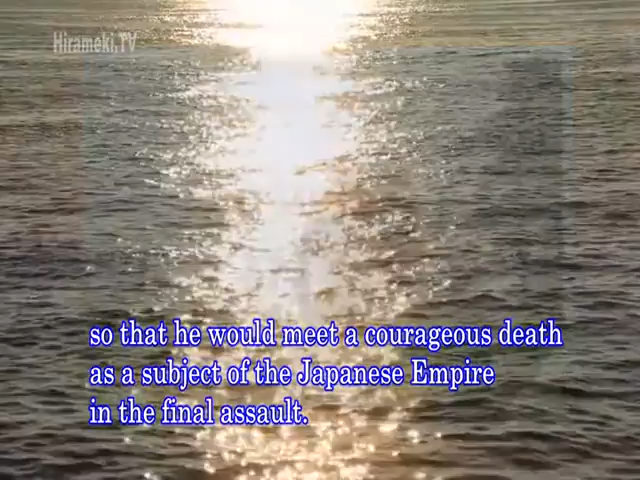 Hirameki.TV
so that he would meet a courageous death
as a subject of the Japanese Empire
in the final assault.